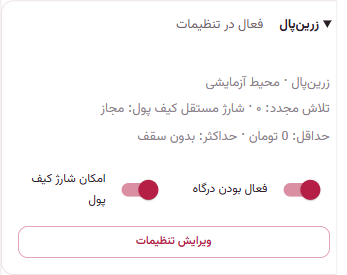 ▼ زرین‌پال فعال در تنظیمات
زرین‌پال · محیط آزمایشی
تلاش مجدد: ۰ · شارژ مستقل کیف پول: مجاز
حداقل: 0 تومان · حداکثر: بدون سقف
فعال بودن درگاه
امکان شارژ کیف
پول
ویرایش تنظیمات